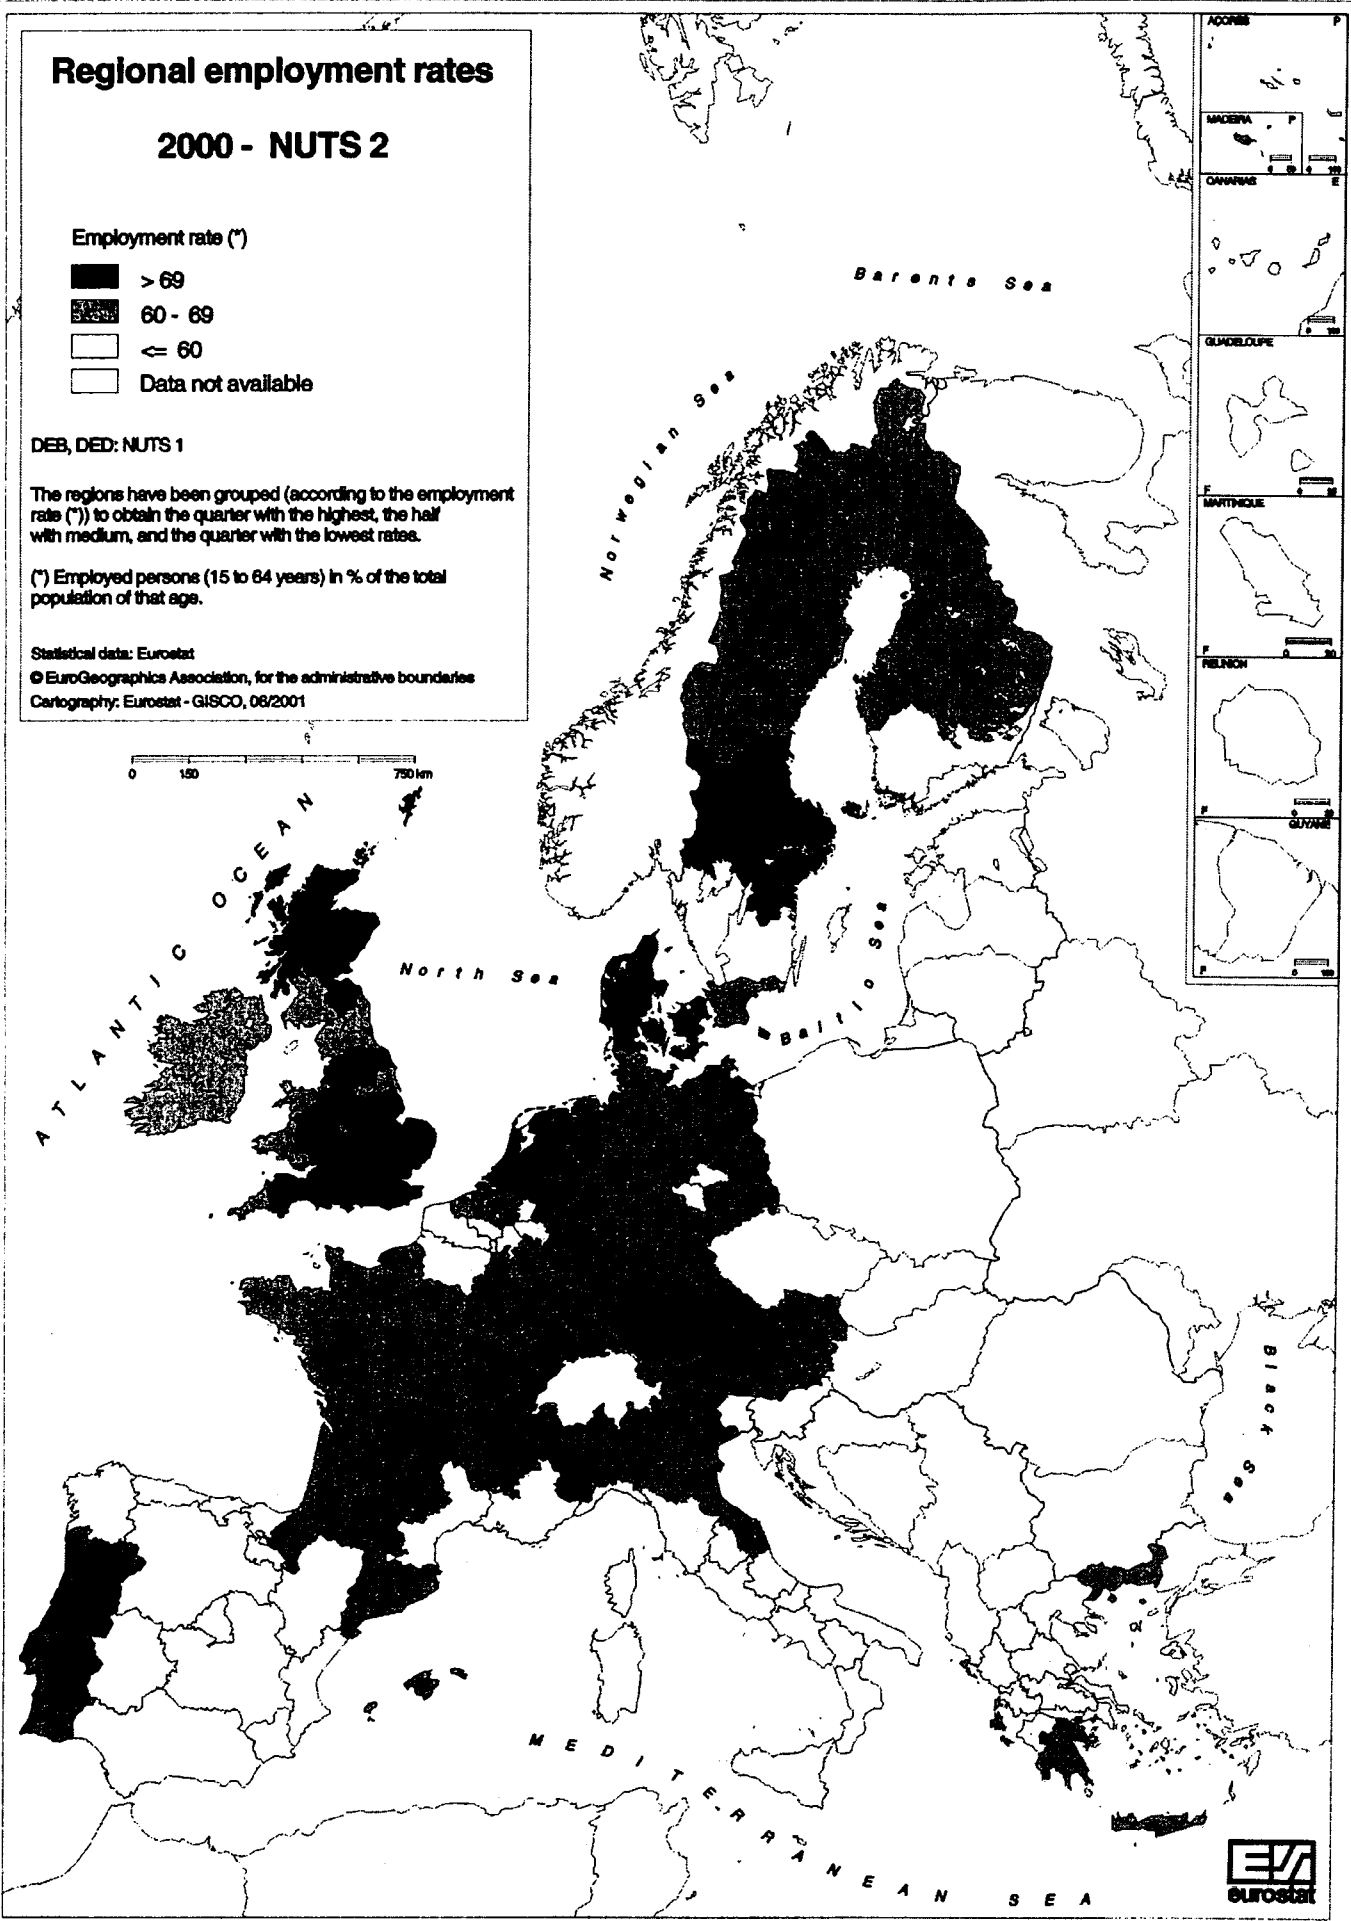 Regional employment rates
2000 - NUTS 2
Employment rate (*)
> 69
60 - 69
<= 60
Data not available
DEB, DED: NUTS 1
The regions have been grouped (according to the employment
rate (*)) to obtain the quarter with the highest, the half
with medium, and the quarter with the lowest rates.
(*) Employed persons (15 to 64 years) in % of the total
population of that age.
Statistical data: Eurostat
© EuroGeographics Association, for the administrative boundaries
Cartography: Eurostat - GISCO, 06/2001
0 150 750 km
Barents Sea
Norwegian Sea
ATLANTIC OCEAN
North Sea
Baltic Sea
Black Sea
MEDITERRANEAN SEA
AÇORES P
MADEIRA P
CANARIAS E
GUADELOUPE
F
MARTINIQUE
F
REUNION
F
GUYANE
F
eurostat